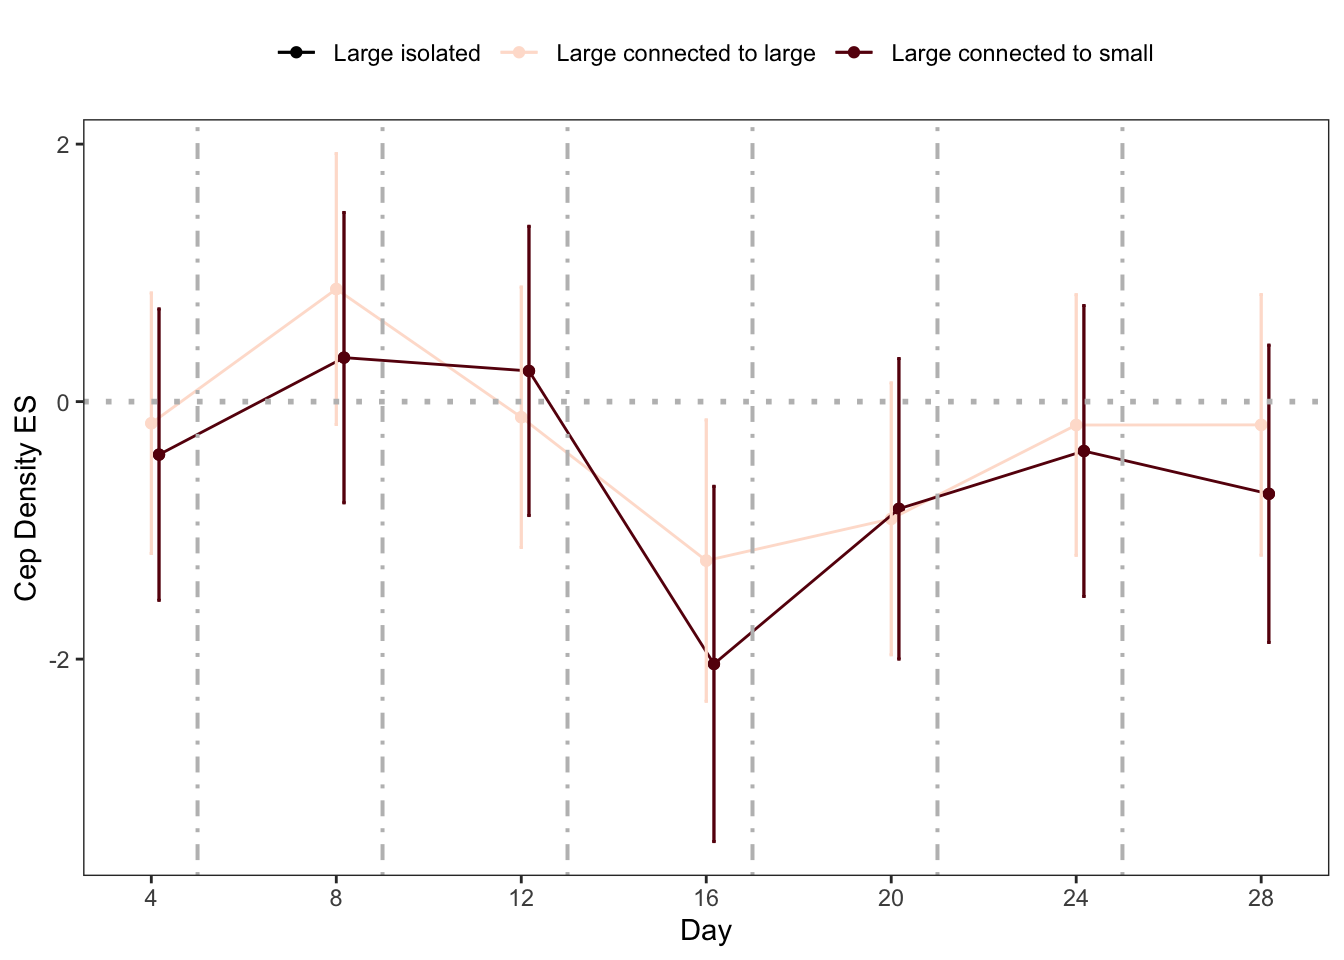 Large isolated Large connected to large Large connected to small
2
0
-2
Cep Density ES
4 8 12 16 20 24 28
Day